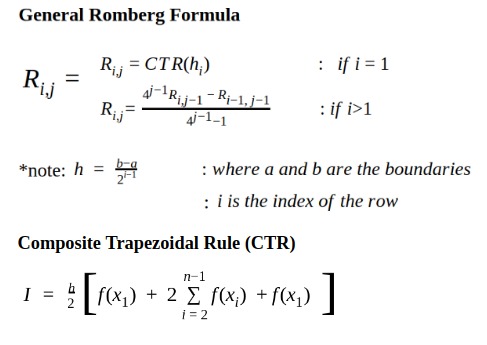 General Romberg Formula
R_{i,j} =
R_{i,j} = CTR(h_i) : if i = 1
R_{i,j} = \frac{4^{j-1}R_{i,j-1} - R_{i-1,j-1}}{4^{j-1}-1} : if i>1
*note: h = \frac{b-a}{2^{i-1}} : where a and b are the boundaries
: i is the index of the row
Composite Trapezoidal Rule (CTR)
I = \frac{h}{2} [ f(x_1) + 2 \sum_{i=2}^{n-1} f(x_i) + f(x_1) ]